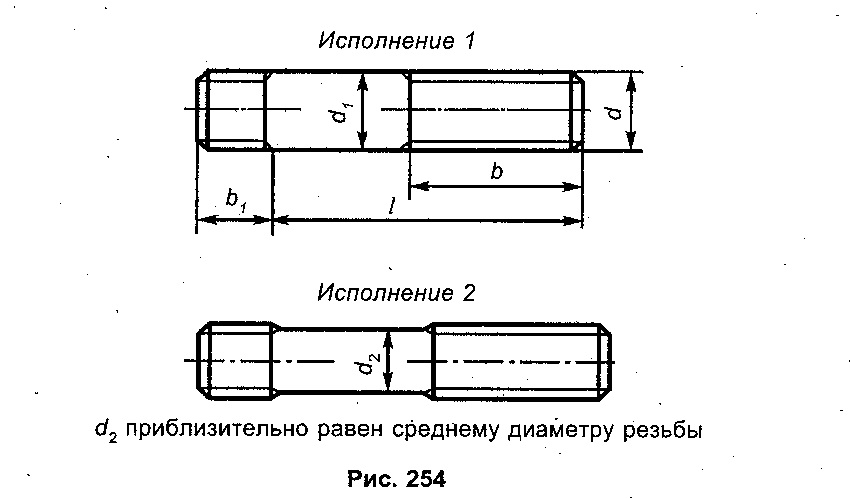 Исполнение 1
d₁
d
b
b₁
l
Исполнение 2
d₂
d₂ приблизительно равен среднему диаметру резьбы
Рис. 254